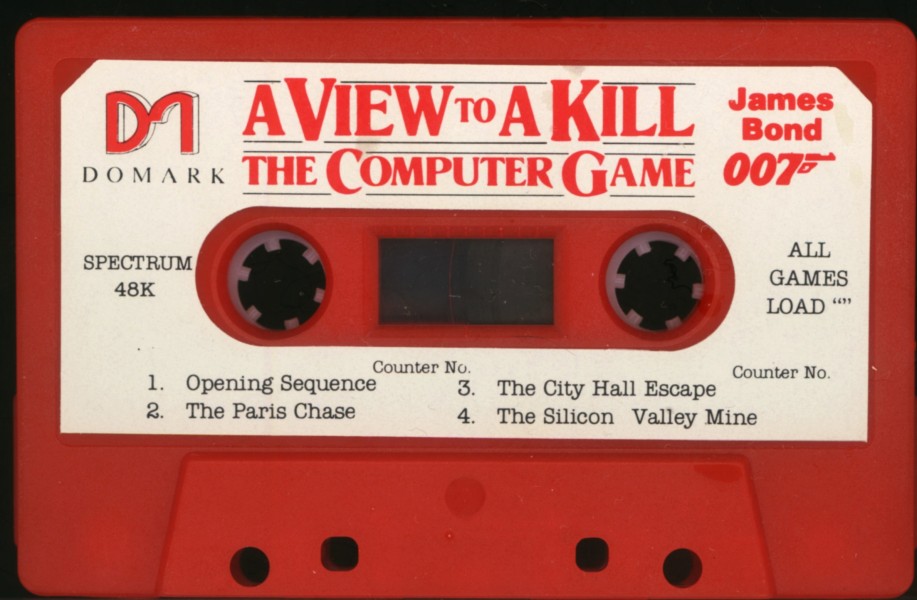 A VIEW TO A KILL
THE COMPUTER GAME
DM
DOMARK
James
Bond
007
SPECTRUM
48K
ALL
GAMES
LOAD “”
Counter No.
1. Opening Sequence
2. The Paris Chase
Counter No.
3. The City Hall Escape
4. The Silicon Valley Mine